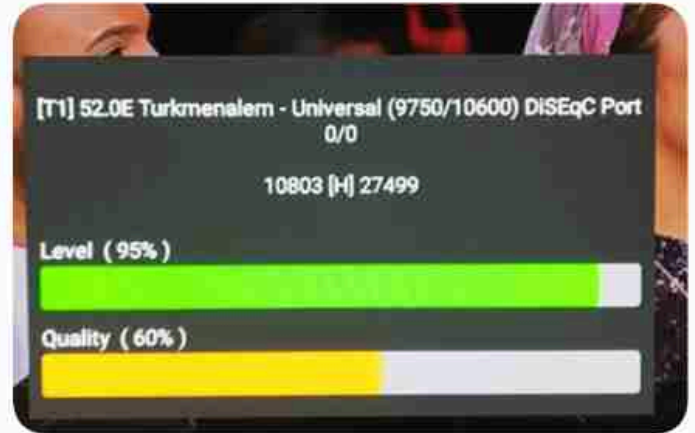 [T1] 52.0E Turkmenalem - Universal (9750/10600) DiSEqC Port
0/0
10803 [H] 27499
Level ( 95% )
Quality ( 60% )